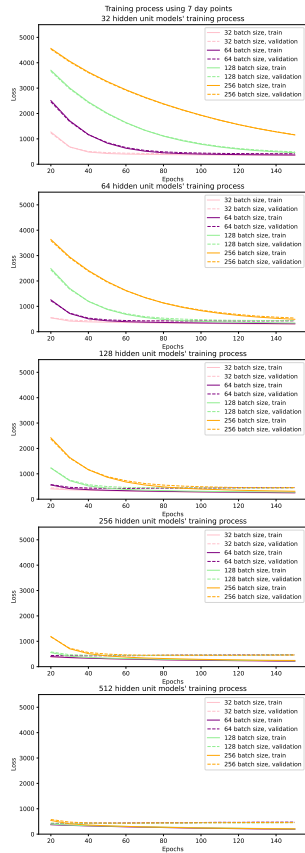 Training process using 7 day points
32 hidden unit models' training process
5000
4000
3000
2000
1000
0
Loss
20 40 60 80 100 120 140
Epochs
32 batch size, train
32 batch size, validation
64 batch size, train
64 batch size, validation
128 batch size, train
128 batch size, validation
256 batch size, train
256 batch size, validation
64 hidden unit models' training process
5000
4000
3000
2000
1000
0
Loss
20 40 60 80 100 120 140
Epochs
32 batch size, train
32 batch size, validation
64 batch size, train
64 batch size, validation
128 batch size, train
128 batch size, validation
256 batch size, train
256 batch size, validation
128 hidden unit models' training process
5000
4000
3000
2000
1000
0
Loss
20 40 60 80 100 120 140
Epochs
32 batch size, train
32 batch size, validation
64 batch size, train
64 batch size, validation
128 batch size, train
128 batch size, validation
256 batch size, train
256 batch size, validation
256 hidden unit models' training process
5000
4000
3000
2000
1000
0
Loss
20 40 60 80 100 120 140
Epochs
32 batch size, train
32 batch size, validation
64 batch size, train
64 batch size, validation
128 batch size, train
128 batch size, validation
256 batch size, train
256 batch size, validation
512 hidden unit models' training process
5000
4000
3000
2000
1000
0
Loss
20 40 60 80 100 120 140
Epochs
32 batch size, train
32 batch size, validation
64 batch size, train
64 batch size, validation
128 batch size, train
128 batch size, validation
256 batch size, train
256 batch size, validation